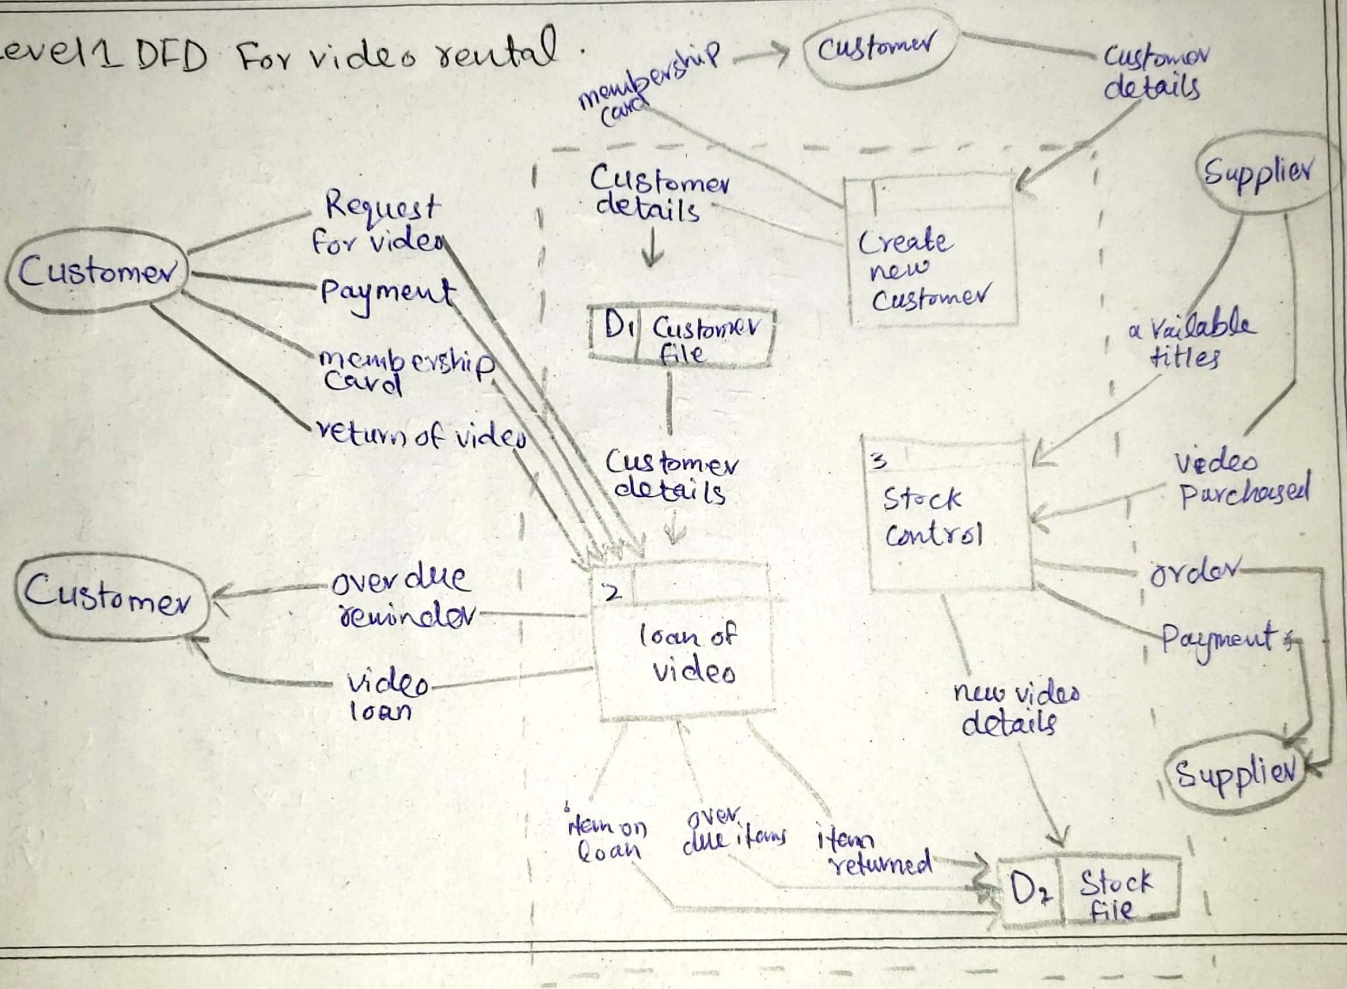 evel 1 DFD For video rental.
membership
card
Customer
Customer
details
Supplier
Customer
details
1
Create
new
Customer
Request
for video
Customer
payment
membership
card
return of video
D1 Customer
file
available
titles
Customer
details
3
Stock
control
video
purchased
order
Payment
Customer
over due
reminder
video
loan
2
loan of
video
new video
details
Supplier
item on
loan
over
due items
item
returned
D2 Stock
file